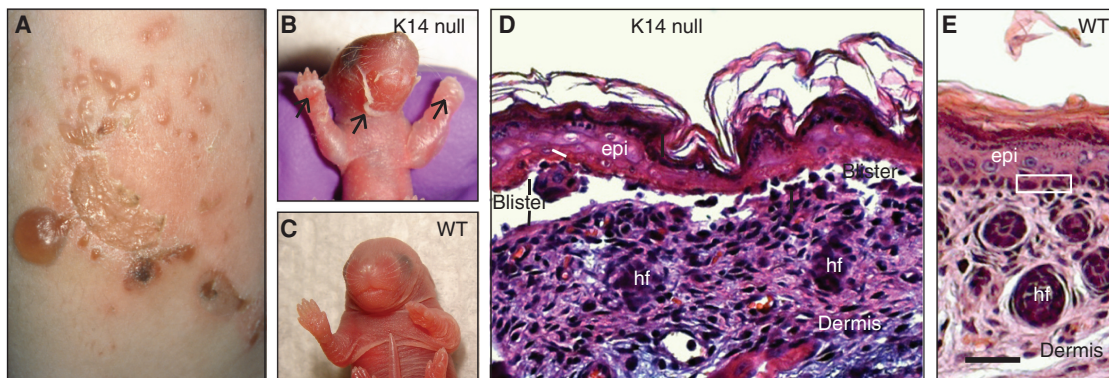 A
B
K14 null
C
WT
D
K14 null
epi
Blister
Blister
hf
hf
Dermis
E
WT
epi
hf
Dermis